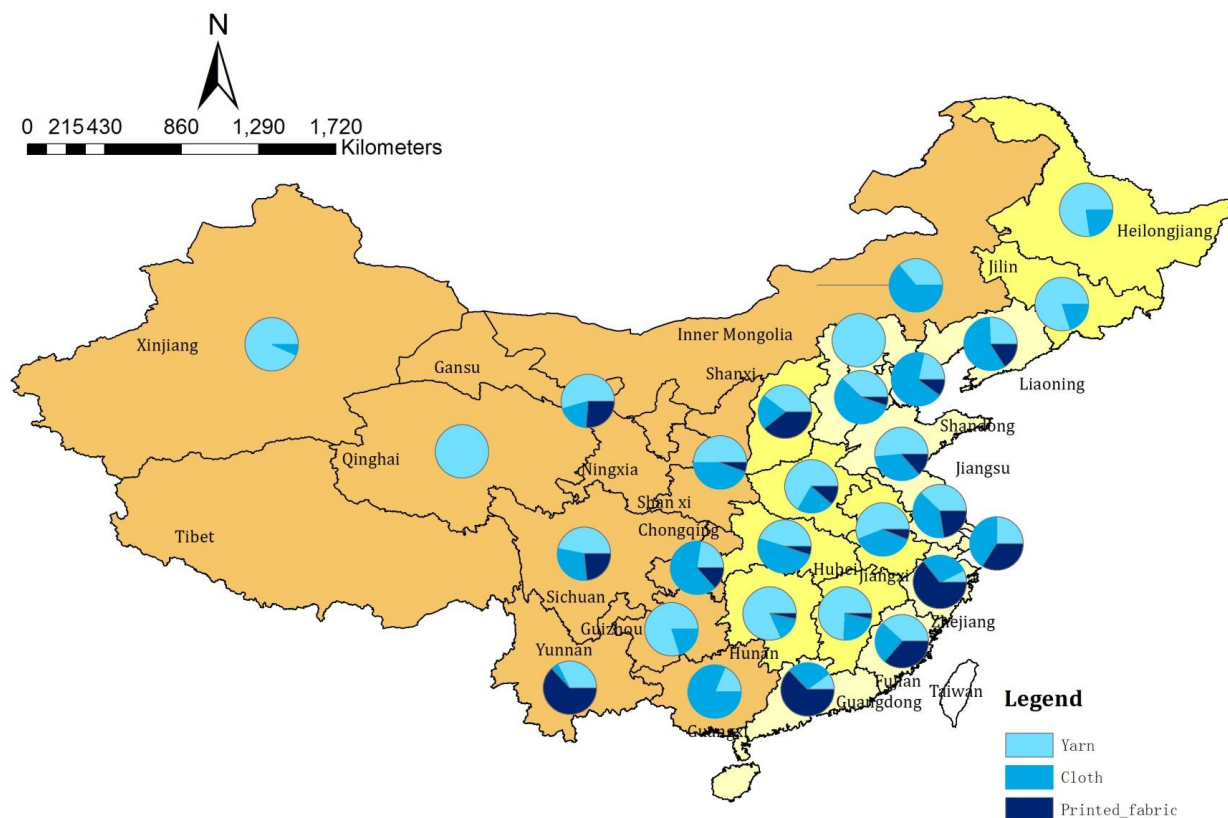 N
0 215 430 860 1,290 1,720
Kilometers
Heilongjiang
Jilin
Inner Mongolia
Xinjiang
Gansu
Shanxi
Liaoning
Shandong
Qinghai
Ningxia
Jiangsu
Shan xi
Tibet
Chongqing
Hubei
Jiangxi
Sichuan
Zhejiang
Guizhou
Yunnan
Hunan
Fujian
Taiwan
Guangdong
Guangxi
Legend
Yarn
Cloth
Printed_fabric